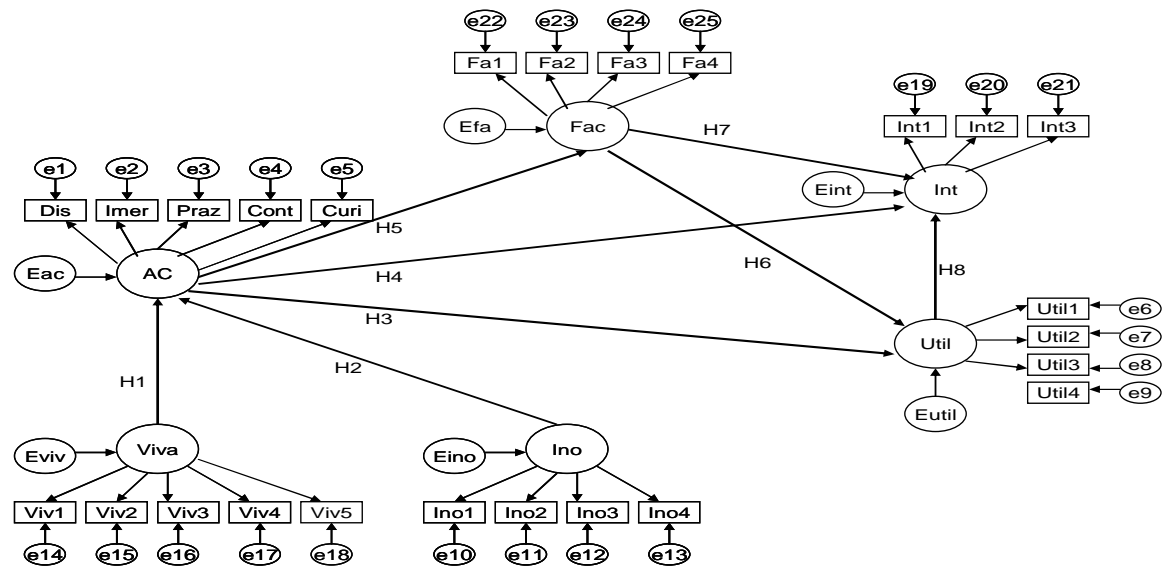 e22 e23 e24 e25
Fa1 Fa2 Fa3 Fa4
e19 e20 e21
Efa Fac H7 Int1 Int2 Int3
e1 e2 e3 e4 e5
Eint Int
Dis Imer Praz Cont Curi
H5
H6
Eac AC H4 H8
H3 Util1 e6
Util Util2 e7
H2 Util3 e8
H1 Util4 e9
Eutil
Eviv Viva Eino Ino
Viv1 Viv2 Viv3 Viv4 Viv5 Ino1 Ino2 Ino3 Ino4
e14 e15 e16 e17 e18 e10 e11 e12 e13